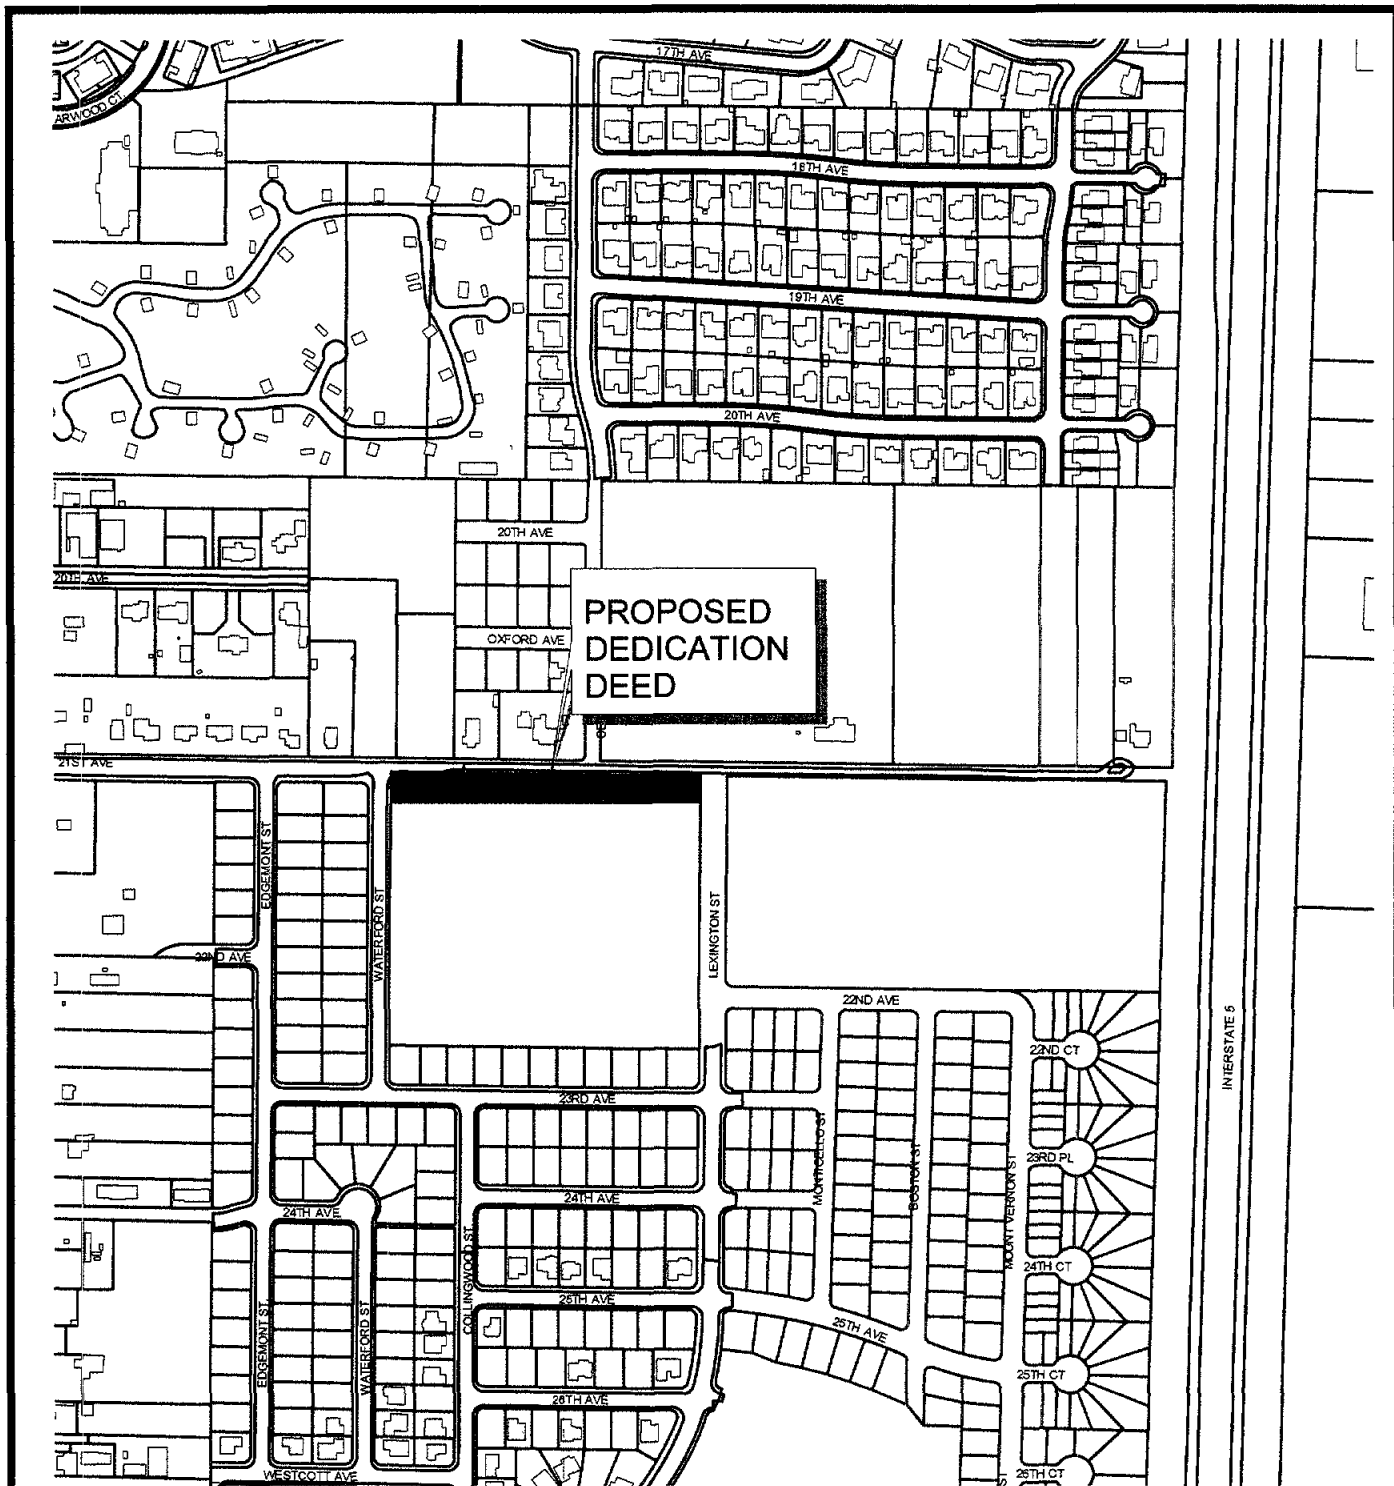 17TH AVE
ARWOOD CT
18TH AVE
19TH AVE
20TH AVE
20TH AVE
20TH AVE
PROPOSED
DEDICATION
DEED
OXFORD AVE
21ST AVE
EDGEMONT ST
WATERFORD ST
LEXINGTON ST
22ND AVE
22ND AVE
INTERSTATE 5
22ND CT
23RD AVE
MONTICELLO ST
BOSTON ST
MOUNT VERNON ST
23RD PL
24TH AVE
24TH AVE
COLLINGWOOD ST
24TH CT
25TH AVE
EDGEMONT ST
WATERFORD ST
25TH AVE
25TH CT
26TH AVE
WESTCOTT AVE
26TH CT
ST